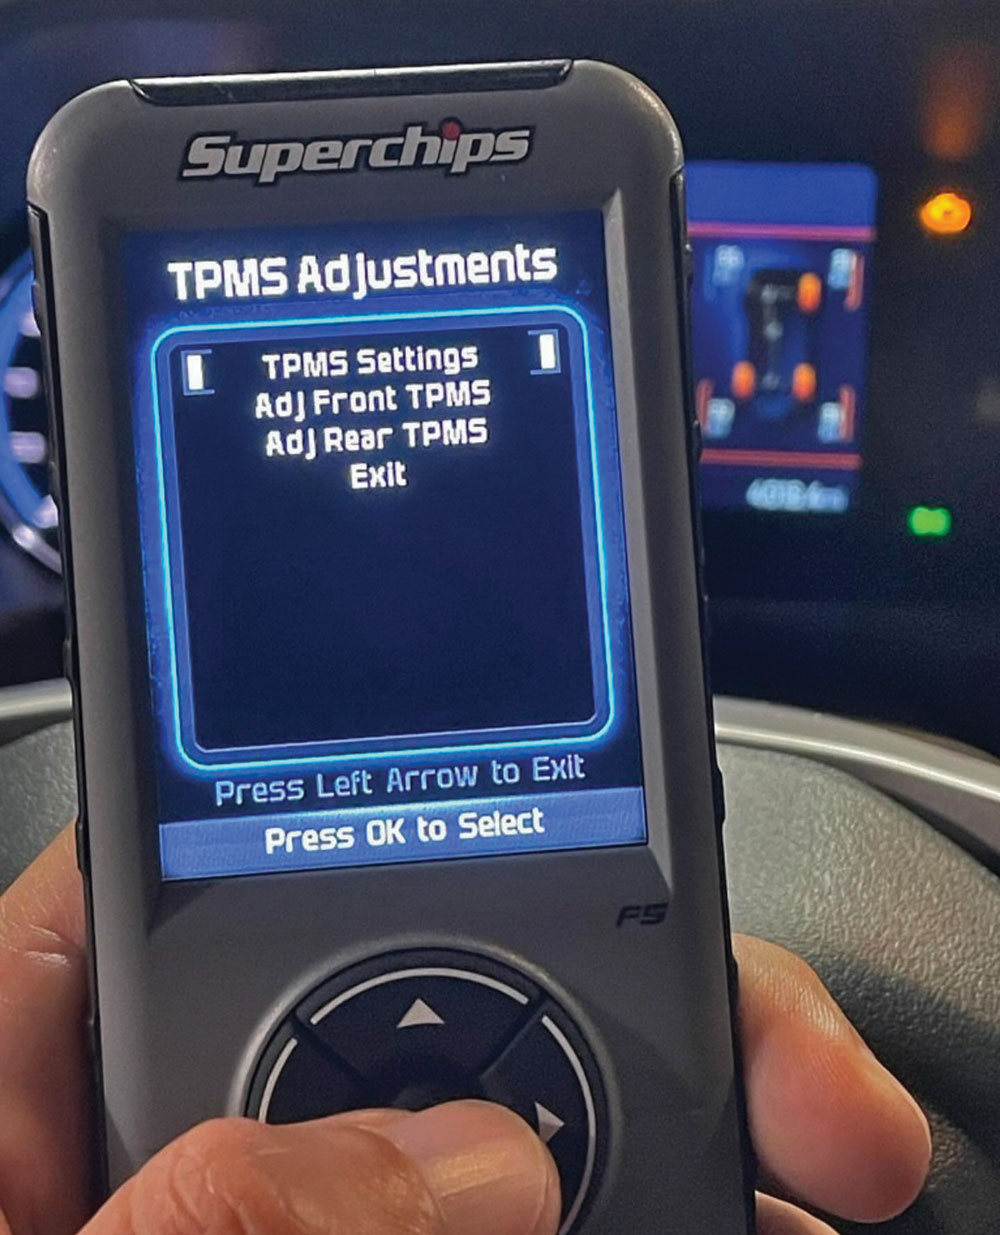 Superchips
TPMS Adjustments
TPMS Settings
Adj Front TPMS
Adj Rear TPMS
Exit
Press Left Arrow to Exit
Press OK to Select
F5